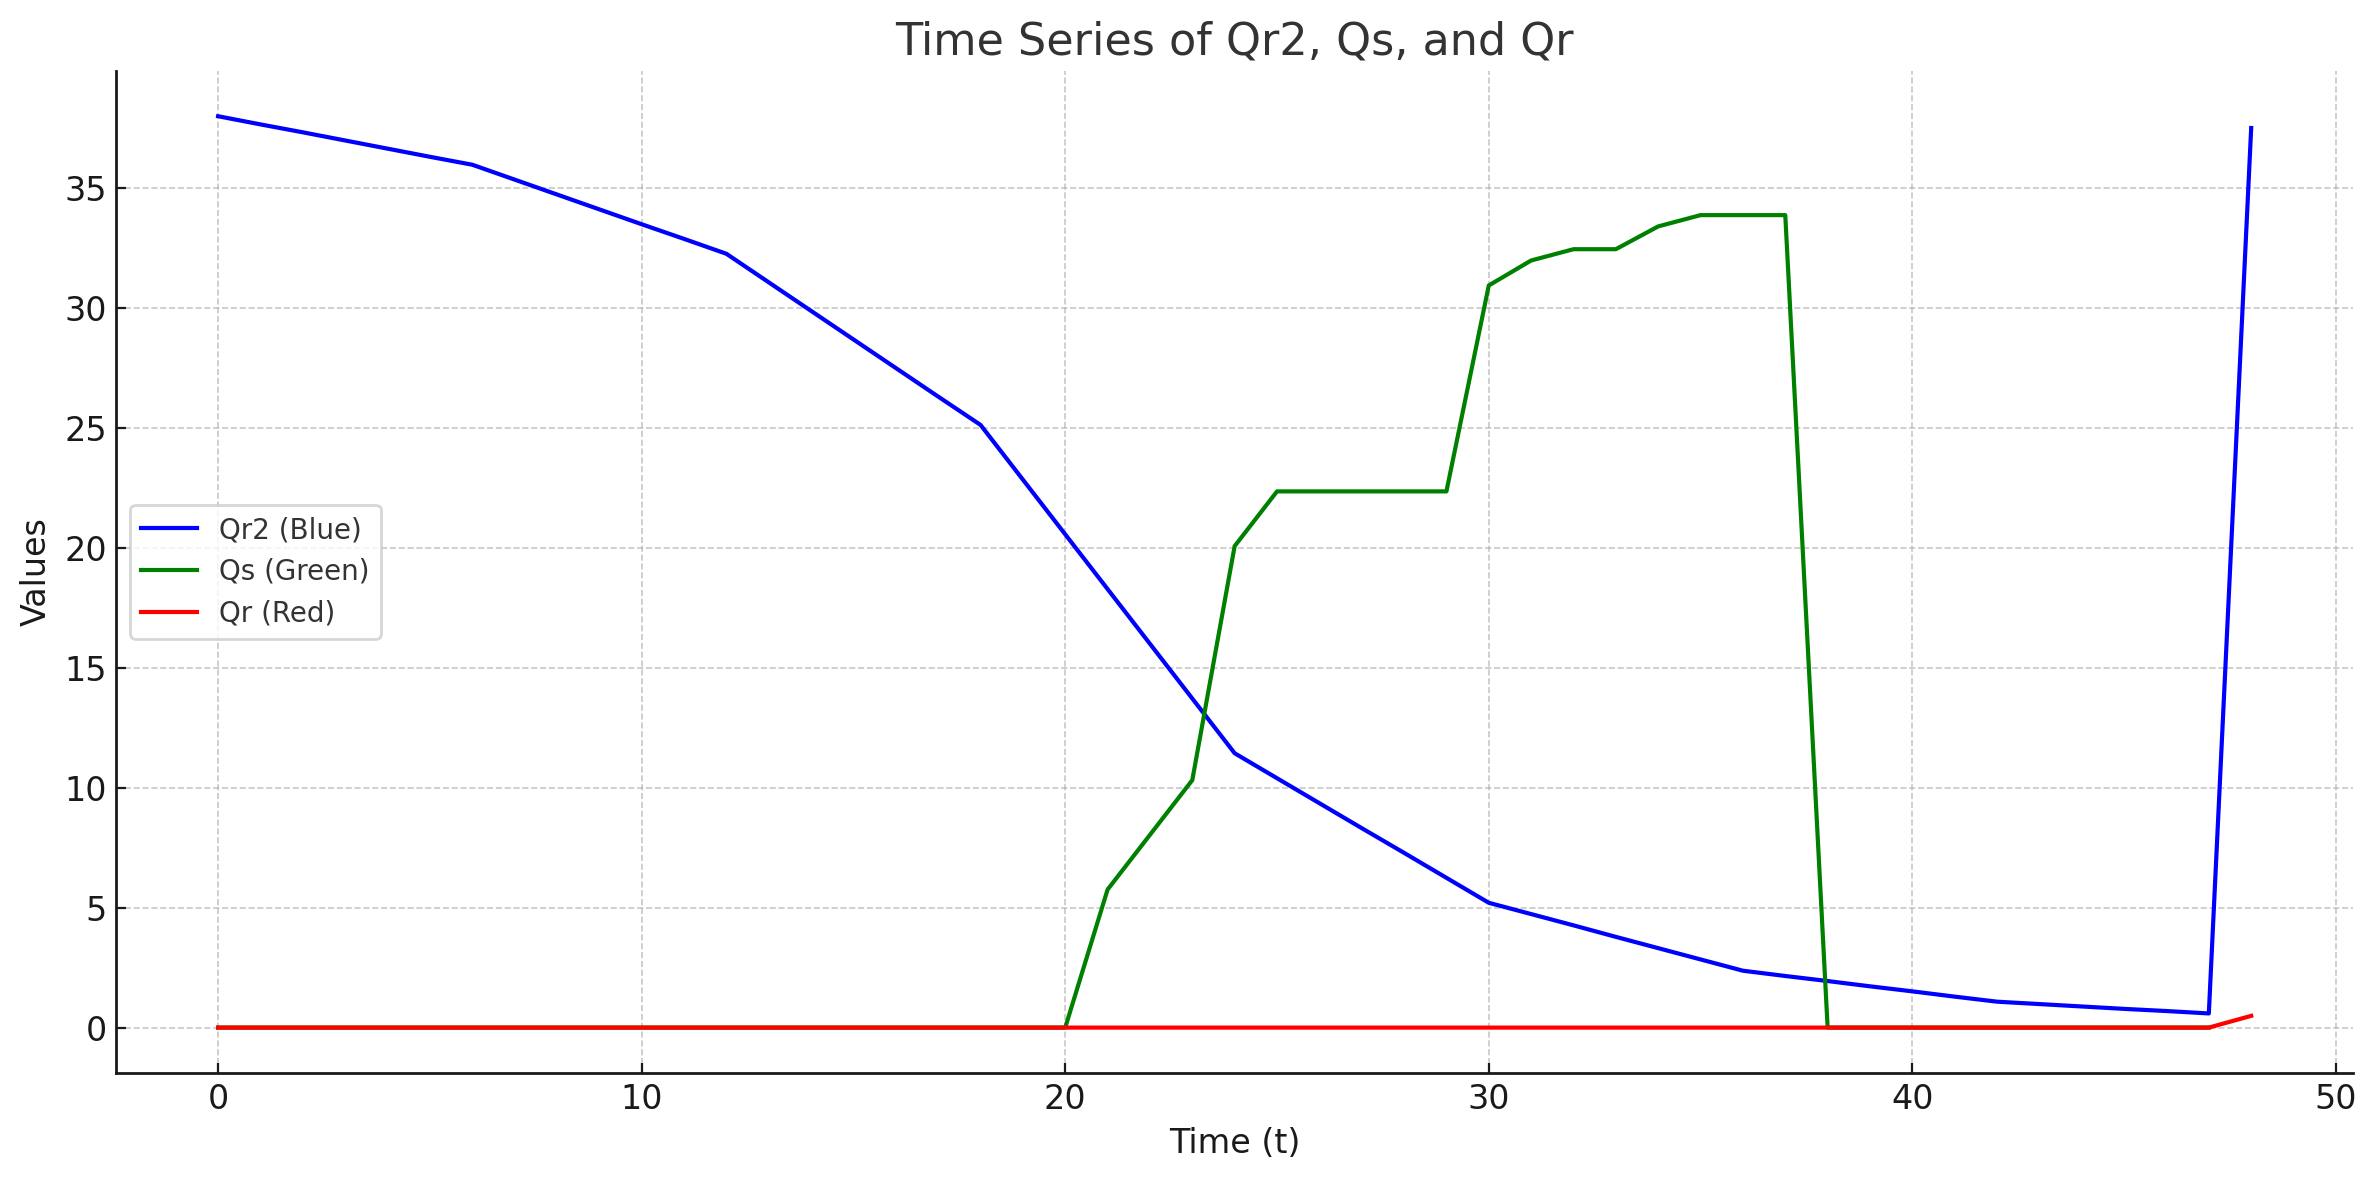 Time Series of Qr2, Qs, and Qr
Values
35
30
25
20
15
10
5
0
Qr2 (Blue)
Qs (Green)
Qr (Red)
0 10 20 30 40 50
Time (t)